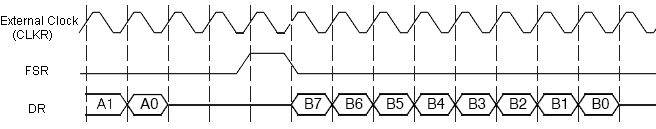 External Clock
(CLKR)
FSR
DR A1 A0 B7 B6 B5 B4 B3 B2 B1 B0